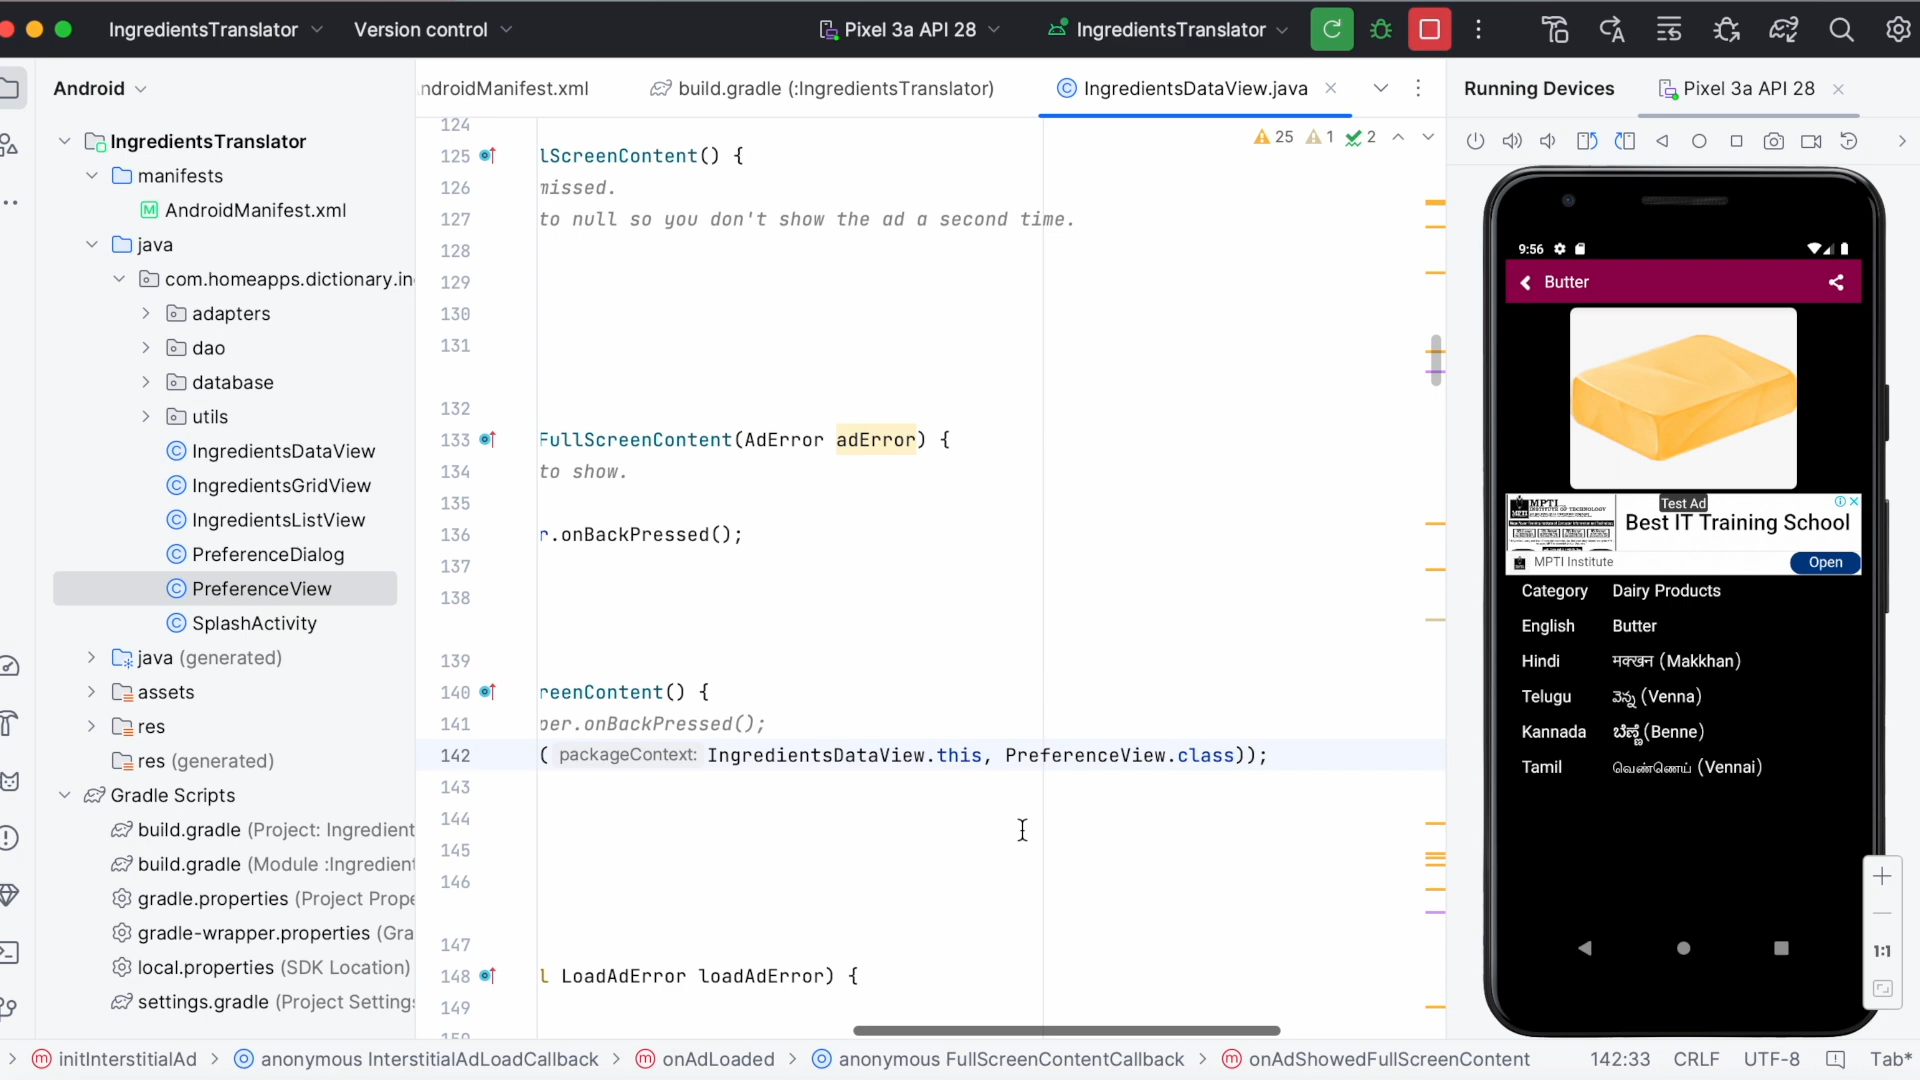 IngredientsTranslator
Version control
Pixel 3a API 28
IngredientsTranslator
Android
ndroidManifest.xml
build.gradle (:IngredientsTranslator)
IngredientsDataView.java
Running Devices
Pixel 3a API 28
IngredientsTranslator
manifests
AndroidManifest.xml
java
com.homeapps.dictionary.in
adapters
dao
database
utils
IngredientsDataView
IngredientsGridView
IngredientsListView
PreferenceDialog
PreferenceView
SplashActivity
java (generated)
assets
res
res (generated)
Gradle Scripts
build.gradle (Project: Ingredient
build.gradle (Module :Ingredient
gradle.properties (Project Prope
gradle-wrapper.properties (Gra
local.properties (SDK Location)
settings.gradle (Project Settings
25 1 2
124
125 lScreenContent() {
126 missed.
127 to null so you don't show the ad a second time.
128
129
130
131
132
133 FullScreenContent(AdError adError) {
134 to show.
135
136 r.onBackPressed();
137
138
139
140 reenContent() {
141 per.onBackPressed();
142 ( packageContext: IngredientsDataView.this, PreferenceView.class));
143
144
145
146
147
148 l LoadAdError loadAdError) {
149
9:56
Butter
Test Ad
MPTI
Best IT Training School
MPTI Institute
Open
Category Dairy Products
English Butter
Hindi मक्खन (Makkhan)
Telugu వెన్న (Venna)
Kannada ಬೆಣ್ಣೆ (Benne)
Tamil வெண்ணெய் (Vennai)
1:1
initInterstitialAd
anonymous InterstitialAdLoadCallback
onAdLoaded
anonymous FullScreenContentCallback
onAdShowedFullScreenContent
142:33 CRLF UTF-8 Tab*